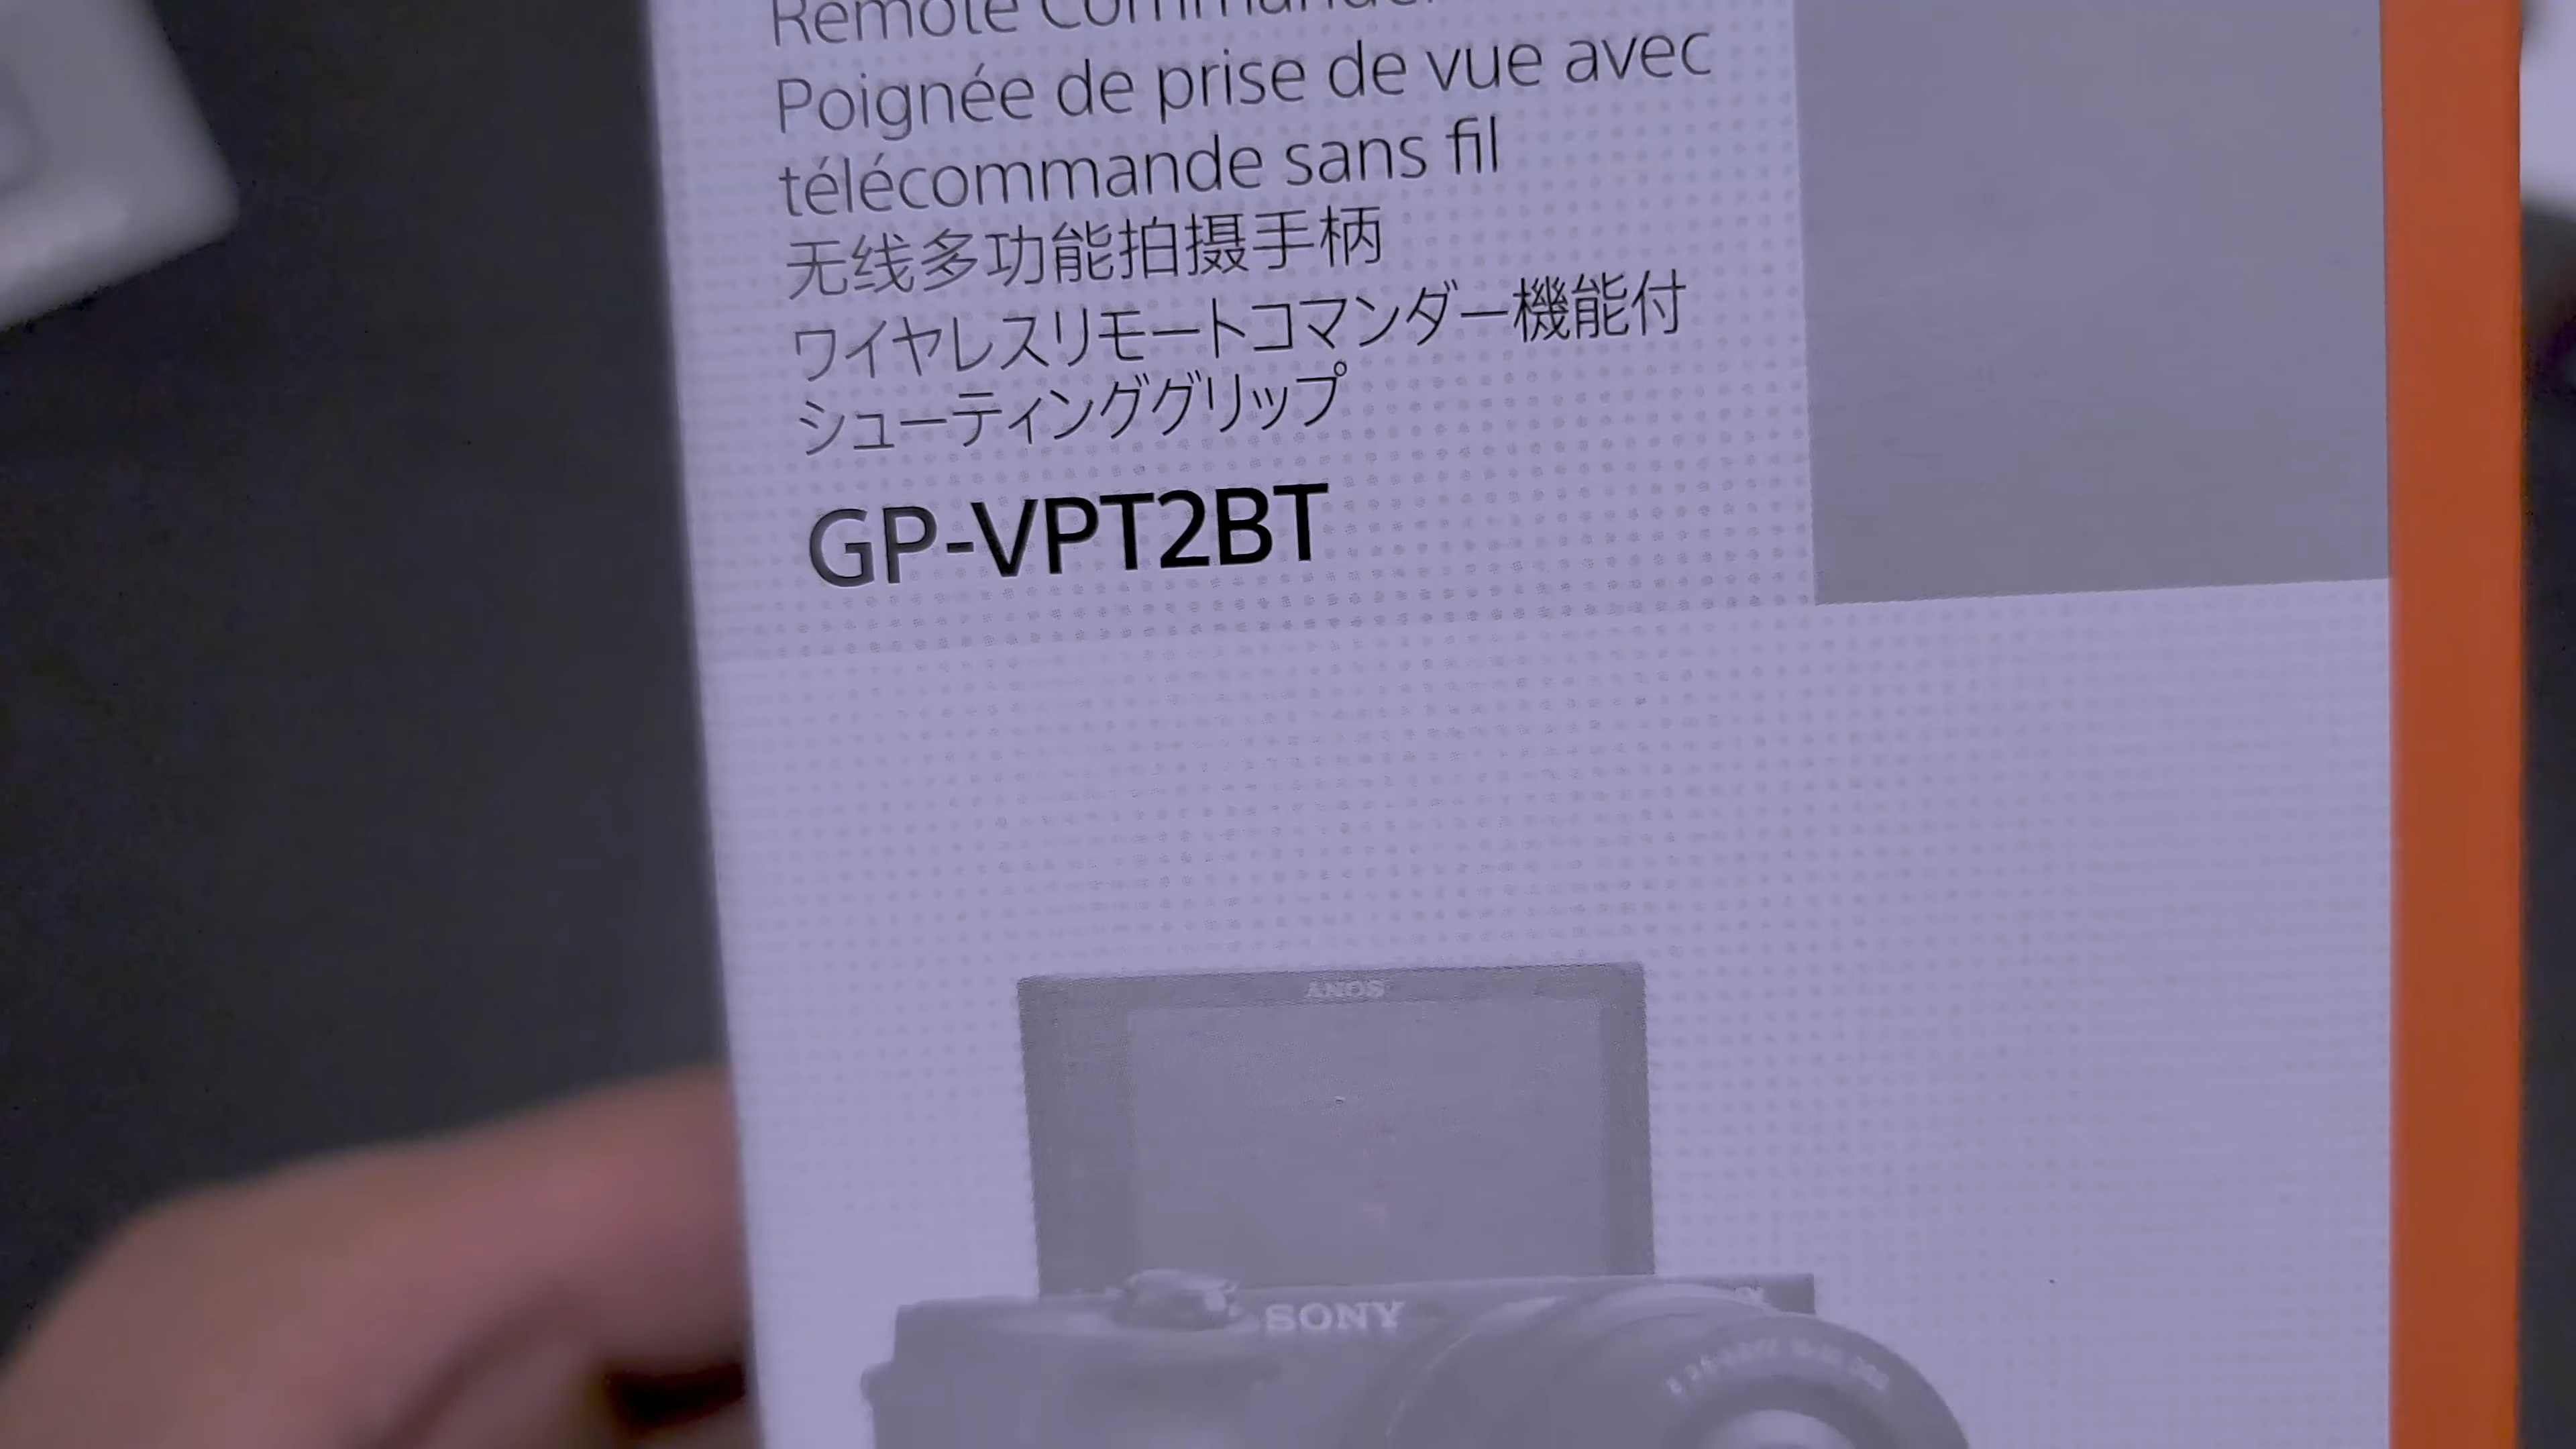 Remote Commander
Poignée de prise de vue avec
télécommande sans fil
无线多功能拍摄手柄
ワイヤレスリモートコマンダー機能付
シューティンググリップ
GP-VPT2BT
SONY
SONY